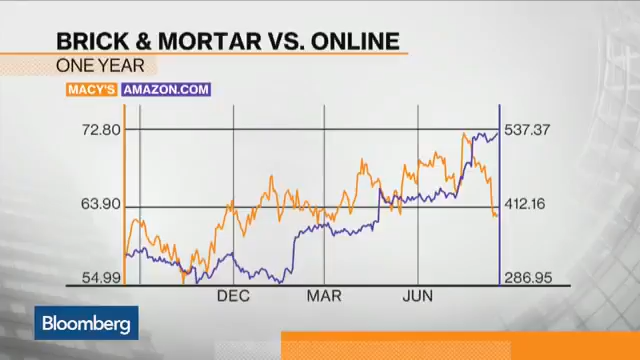 BRICK & MORTAR VS. ONLINE
ONE YEAR
MACY'S AMAZON.COM
72.80 537.37
63.90 412.16
54.99 286.95
DEC MAR JUN
Bloomberg